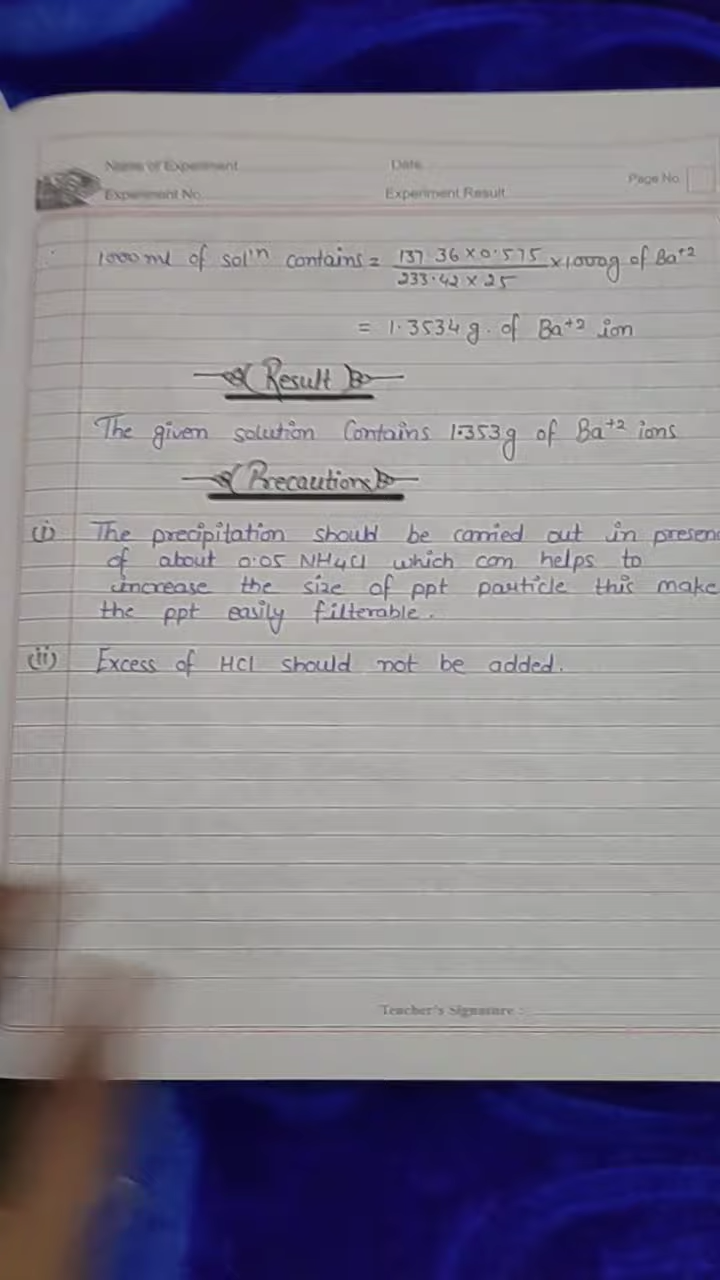 Name of Experiment
Date
Page No
Experiment No
Experiment Result
1000 ml of sol'n contains = 137.36 × 0.575 / 233.42 × 25 × 1000g of Ba+2
= 1.3534 g. of Ba+2 ion
Result
The given solution Contains 1.353g of Ba+2 ions
Precautions
(i) The precipitation should be carried out in presen
of about 0.05 NH4Cl which can helps to
increase the size of ppt particle this make
the ppt easily filterable.
(ii) Excess of HCl should not be added.
Teacher's Signature :